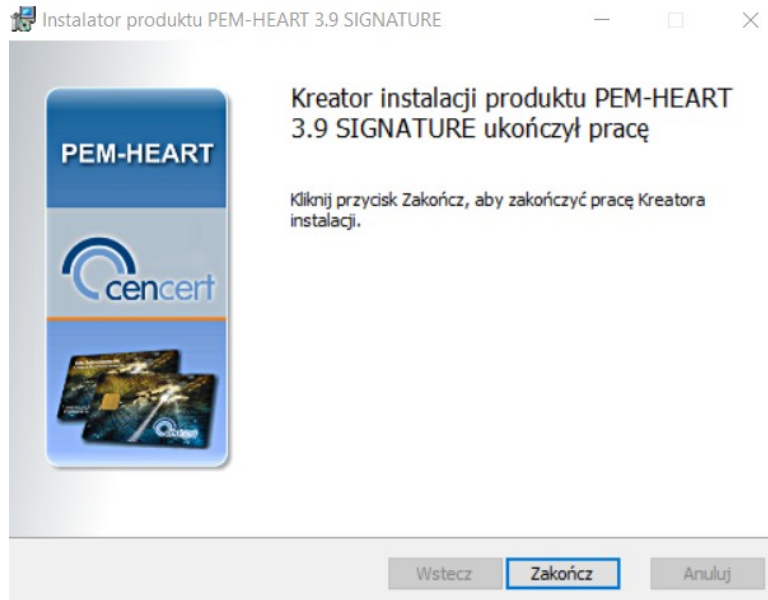 Instalator produktu PEM-HEART 3.9 SIGNATURE
Kreator instalacji produktu PEM-HEART
3.9 SIGNATURE ukończył pracę
Kliknij przycisk Zakończ, aby zakończyć pracę Kreatora
instalacji.
PEM-HEART
cencert
cencert
Wstecz
Zakończ
Anuluj